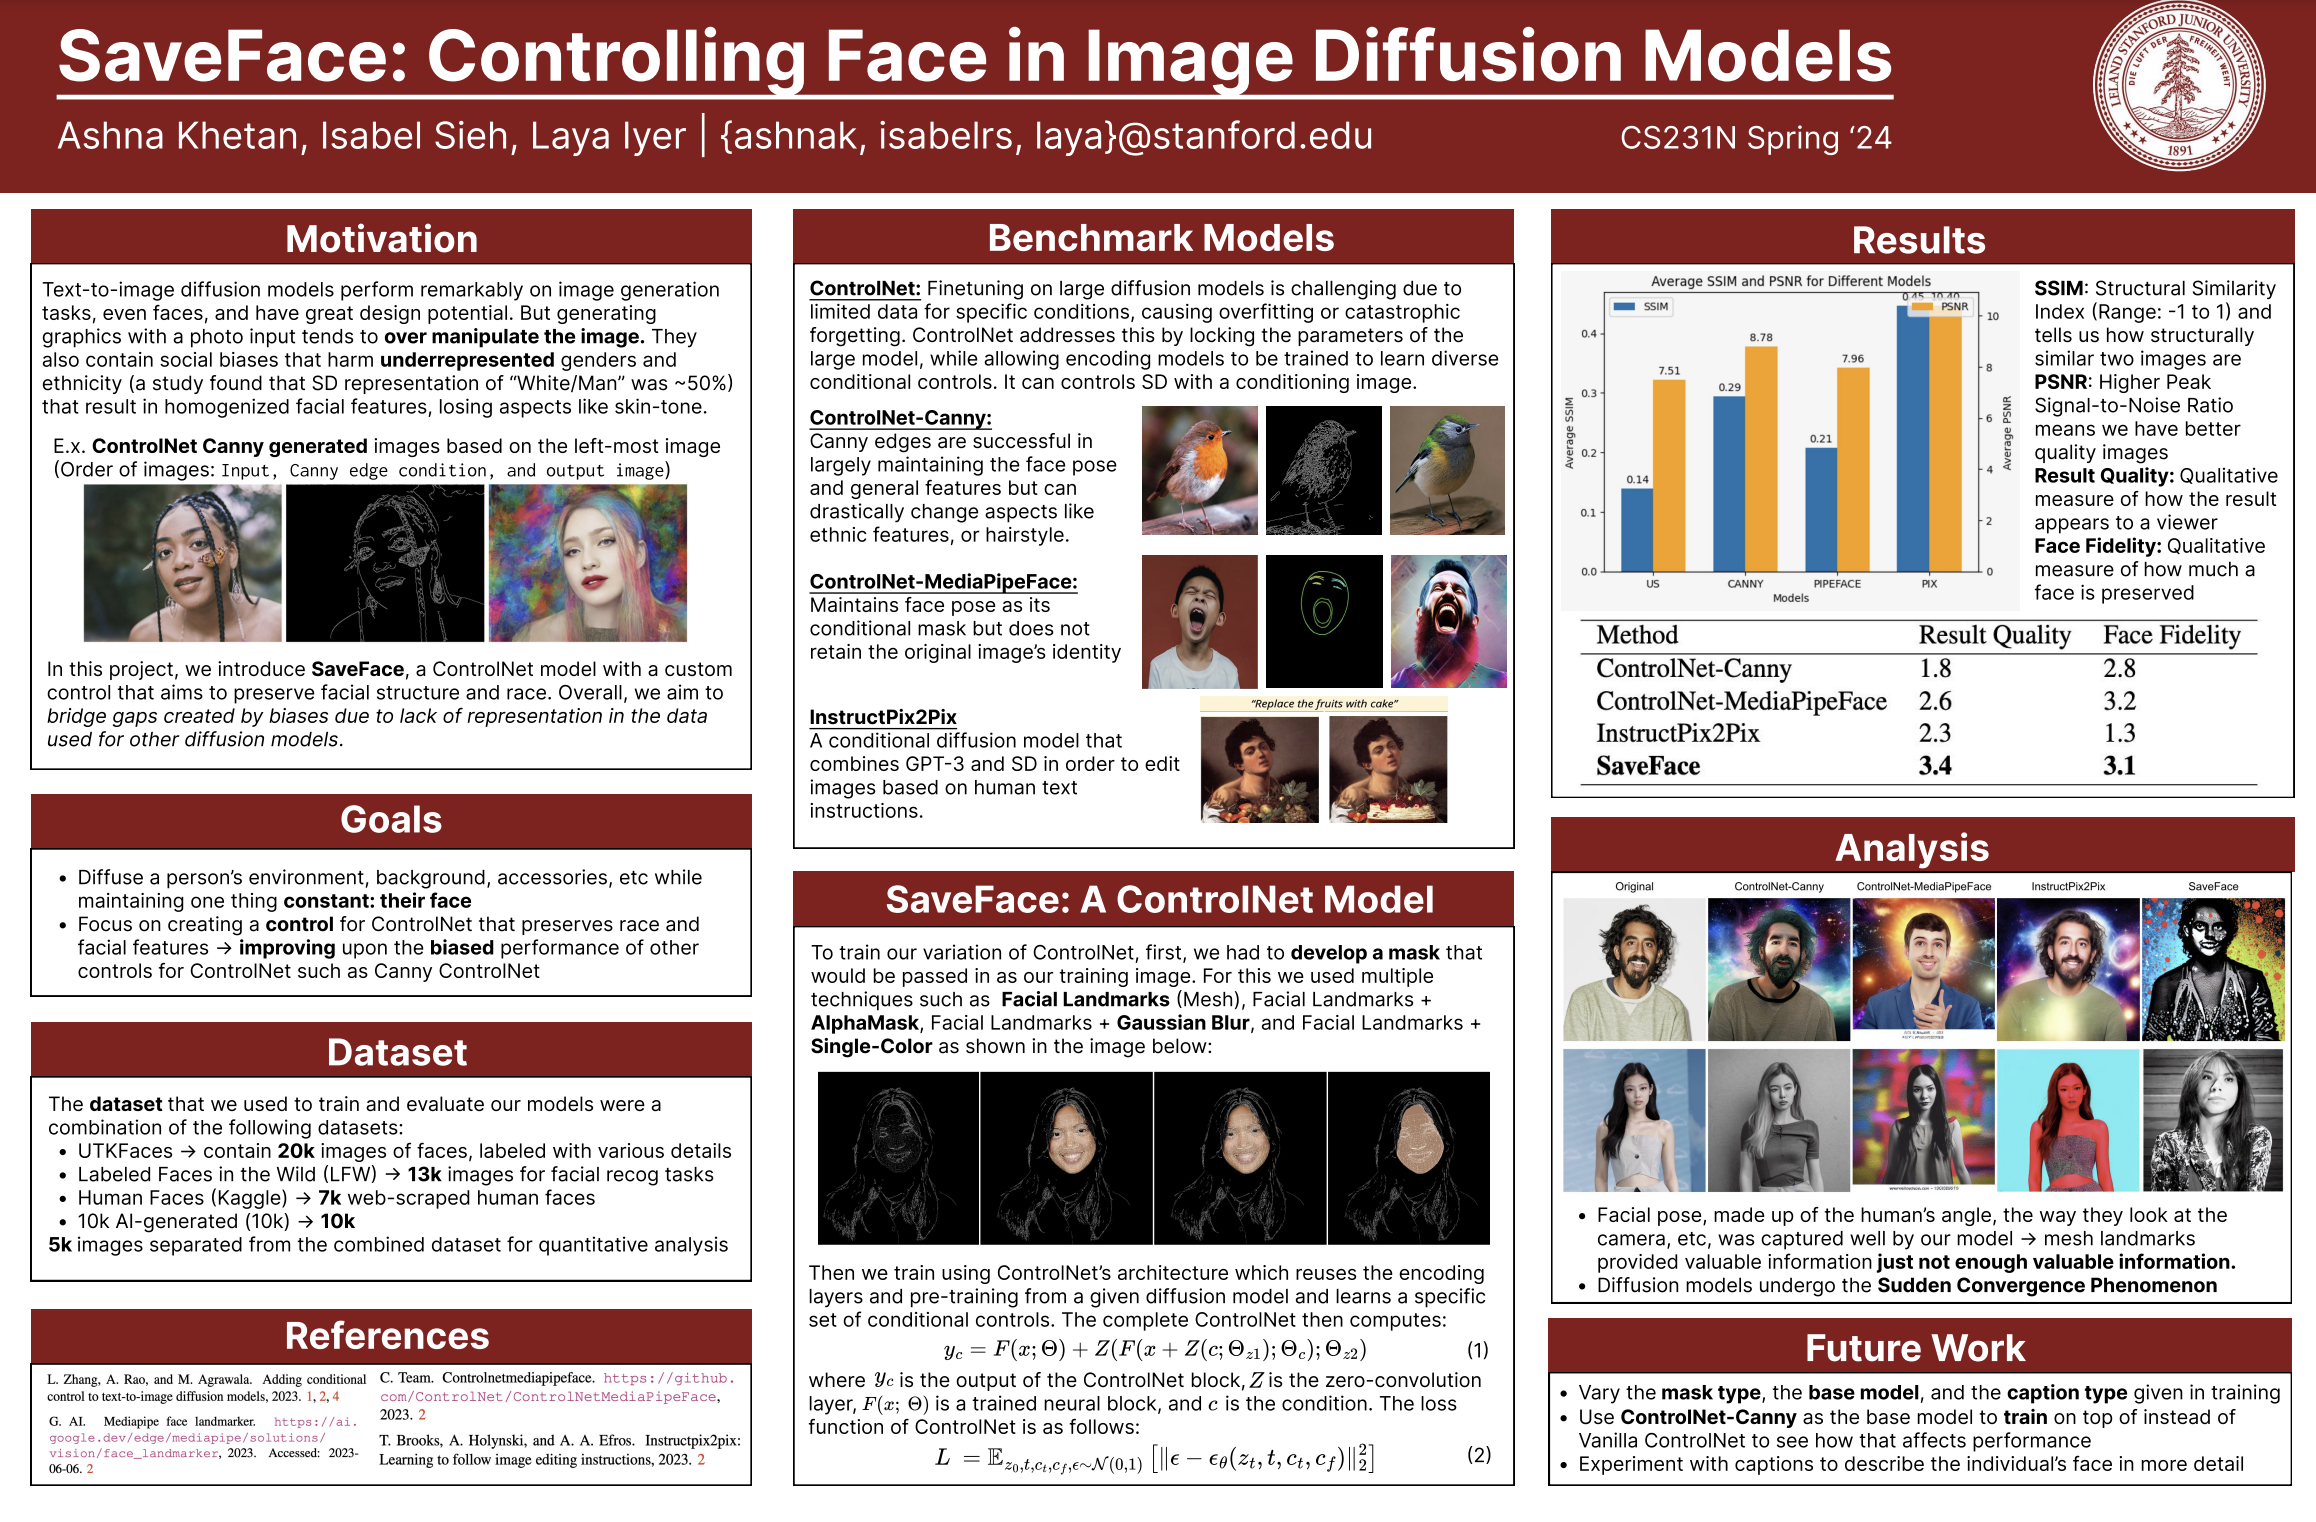 SaveFace: Controlling Face in Image Diffusion Models
Ashna Khetan, Isabel Sieh, Laya Iyer | {ashnak, isabelrs, laya}@stanford.edu
CS231N Spring ‘24
LELAND STANFORD JUNIOR UNIVERSITY
DIE LUFT DER FREIHEIT WEHT
1891
Motivation
Text-to-image diffusion models perform remarkably on image generation
tasks, even faces, and have great design potential. But generating
graphics with a photo input tends to over manipulate the image. They
also contain social biases that harm underrepresented genders and
ethnicity (a study found that SD representation of “White/Man” was ~50%)
that result in homogenized facial features, losing aspects like skin-tone.
E.x. ControlNet Canny generated images based on the left-most image
(Order of images: Input, Canny edge condition, and output image)
In this project, we introduce SaveFace, a ControlNet model with a custom
control that aims to preserve facial structure and race. Overall, we aim to
bridge gaps created by biases due to lack of representation in the data
used for other diffusion models.
Goals
• Diffuse a person’s environment, background, accessories, etc while
maintaining one thing constant: their face
• Focus on creating a control for ControlNet that preserves race and
facial features → improving upon the biased performance of other
controls for ControlNet such as Canny ControlNet
Dataset
The dataset that we used to train and evaluate our models were a
combination of the following datasets:
• UTKFaces → contain 20k images of faces, labeled with various details
• Labeled Faces in the Wild (LFW) → 13k images for facial recog tasks
• Human Faces (Kaggle) → 7k web-scraped human faces
• 10k AI-generated (10k) → 10k
5k images separated from the combined dataset for quantitative analysis
References
L. Zhang, A. Rao, and M. Agrawala. Adding conditional
control to text-to-image diffusion models, 2023. 1, 2, 4
G. AI. Mediapipe face landmarker. https://ai.
google.dev/edge/mediapipe/solutions/
vision/face_landmarker, 2023. Accessed: 2023-
06-06. 2
C. Team. Controlnetmediapipeface. https://github.
com/ControlNet/ControlNetMediaPipeFace,
2023. 2
T. Brooks, A. Holynski, and A. A. Efros. Instructpix2pix:
Learning to follow image editing instructions, 2023. 2
Benchmark Models
ControlNet: Finetuning on large diffusion models is challenging due to
limited data for specific conditions, causing overfitting or catastrophic
forgetting. ControlNet addresses this by locking the parameters of the
large model, while allowing encoding models to be trained to learn diverse
conditional controls. It can controls SD with a conditioning image.
ControlNet-Canny:
Canny edges are successful in
largely maintaining the face pose
and general features but can
drastically change aspects like
ethnic features, or hairstyle.
ControlNet-MediaPipeFace:
Maintains face pose as its
conditional mask but does not
retain the original image’s identity
InstructPix2Pix
A conditional diffusion model that
combines GPT-3 and SD in order to edit
images based on human text
instructions.
“Replace the fruits with cake”
SaveFace: A ControlNet Model
To train our variation of ControlNet, first, we had to develop a mask that
would be passed in as our training image. For this we used multiple
techniques such as Facial Landmarks (Mesh), Facial Landmarks +
AlphaMask, Facial Landmarks + Gaussian Blur, and Facial Landmarks +
Single-Color as shown in the image below:
Then we train using ControlNet’s architecture which reuses the encoding
layers and pre-training from a given diffusion model and learns a specific
set of conditional controls. The complete ControlNet then computes:
y_c = F(x; Θ) + Z(F(x + Z(c; Θ_z1); Θ_c); Θ_z2) (1)
where y_c is the output of the ControlNet block, Z is the zero-convolution
layer, F(x; Θ) is a trained neural block, and c is the condition. The loss
function of ControlNet is as follows:
L = 𝔼_{z_0,t,c_t,c_f,ϵ∼N(0,1)} [‖ϵ − ϵ_θ(z_t, t, c_t, c_f)‖²₂] (2)
Results
Average SSIM and PSNR for Different Models
SSIM
PSNR
0.45 10.40
8.78
7.96
7.51
0.29
0.21
0.14
0.4
0.3
0.2
0.1
0.0
10
8
6
4
2
0
Average SSIM
Average PSNR
US CANNY PIPEFACE PIX
Models
SSIM: Structural Similarity
Index (Range: -1 to 1) and
tells us how structurally
similar two images are
PSNR: Higher Peak
Signal-to-Noise Ratio
means we have better
quality images
Result Quality: Qualitative
measure of how the result
appears to a viewer
Face Fidelity: Qualitative
measure of how much a
face is preserved
Method Result Quality Face Fidelity
ControlNet-Canny 1.8 2.8
ControlNet-MediaPipeFace 2.6 3.2
InstructPix2Pix 2.3 1.3
SaveFace 3.4 3.1
Analysis
Original ControlNet-Canny ControlNet-MediaPipeFace InstructPix2Pix SaveFace
• Facial pose, made up of the human’s angle, the way they look at the
camera, etc, was captured well by our model → mesh landmarks
provided valuable information just not enough valuable information.
• Diffusion models undergo the Sudden Convergence Phenomenon
Future Work
• Vary the mask type, the base model, and the caption type given in training
• Use ControlNet-Canny as the base model to train on top of instead of
Vanilla ControlNet to see how that affects performance
• Experiment with captions to describe the individual’s face in more detail